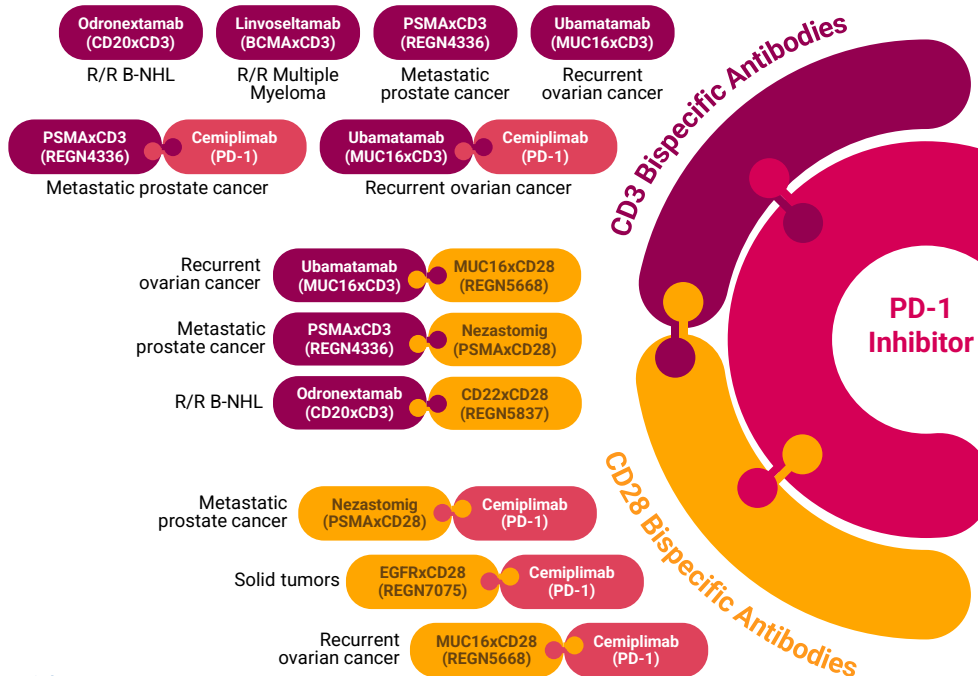 Odronextamab
(CD20xCD3)
R/R B-NHL
Linvoseltamab
(BCMAxCD3)
R/R Multiple
Myeloma
PSMAxCD3
(REGN4336)
Metastatic
prostate cancer
Ubamatamab
(MUC16xCD3)
Recurrent
ovarian cancer
PSMAxCD3
(REGN4336)
Cemiplimab
(PD-1)
Metastatic prostate cancer
Ubamatamab
(MUC16xCD3)
Cemiplimab
(PD-1)
Recurrent ovarian cancer
Recurrent
ovarian cancer
Ubamatamab
(MUC16xCD3)
MUC16xCD28
(REGN5668)
Metastatic
prostate cancer
PSMAxCD3
(REGN4336)
Nezastomig
(PSMAxCD28)
R/R B-NHL
Odronextamab
(CD20xCD3)
CD22xCD28
(REGN5837)
Metastatic
prostate cancer
Nezastomig
(PSMAxCD28)
Cemiplimab
(PD-1)
Solid tumors
EGFRxCD28
(REGN7075)
Cemiplimab
(PD-1)
Recurrent
ovarian cancer
MUC16xCD28
(REGN5668)
Cemiplimab
(PD-1)
CD3 Bispecific Antibodies
PD-1
Inhibitor
CD28 Bispecific Antibodies